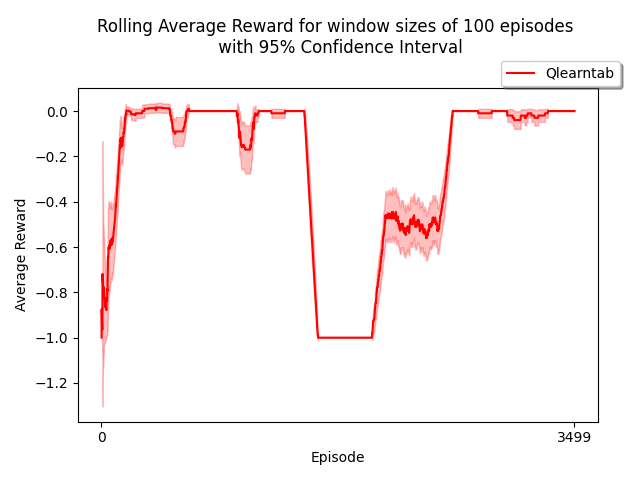 Rolling Average Reward for window sizes of 100 episodes
with 95% Confidence Interval
Qlearntab
0.0
−0.2
−0.4
−0.6
−0.8
−1.0
−1.2
Average Reward
0
3499
Episode